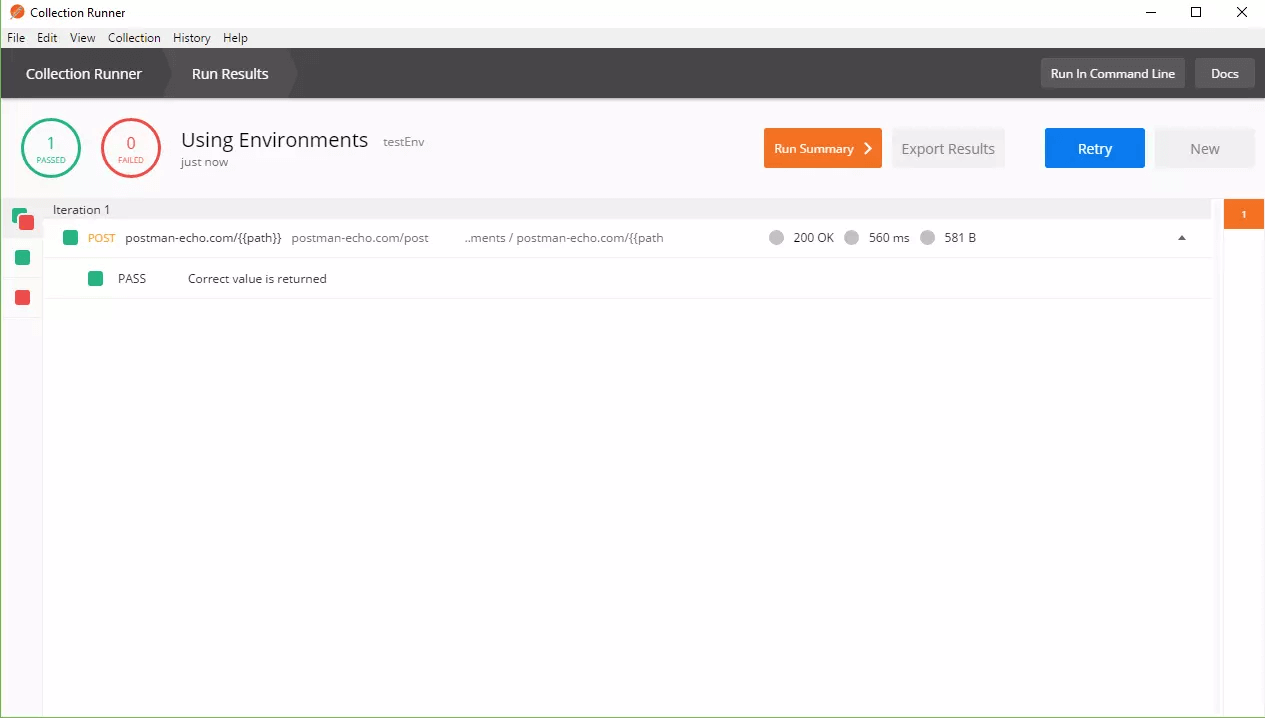 Collection Runner
File Edit View Collection History Help
Collection Runner Run Results Run In Command Line Docs
1 PASSED
0 FAILED
Using Environments testEnv
just now
Run Summary Export Results Retry New
Iteration 1
1
POST postman-echo.com/{{path}} postman-echo.com/post ..ments / postman-echo.com/{{path 200 OK 560 ms 581 B
PASS Correct value is returned